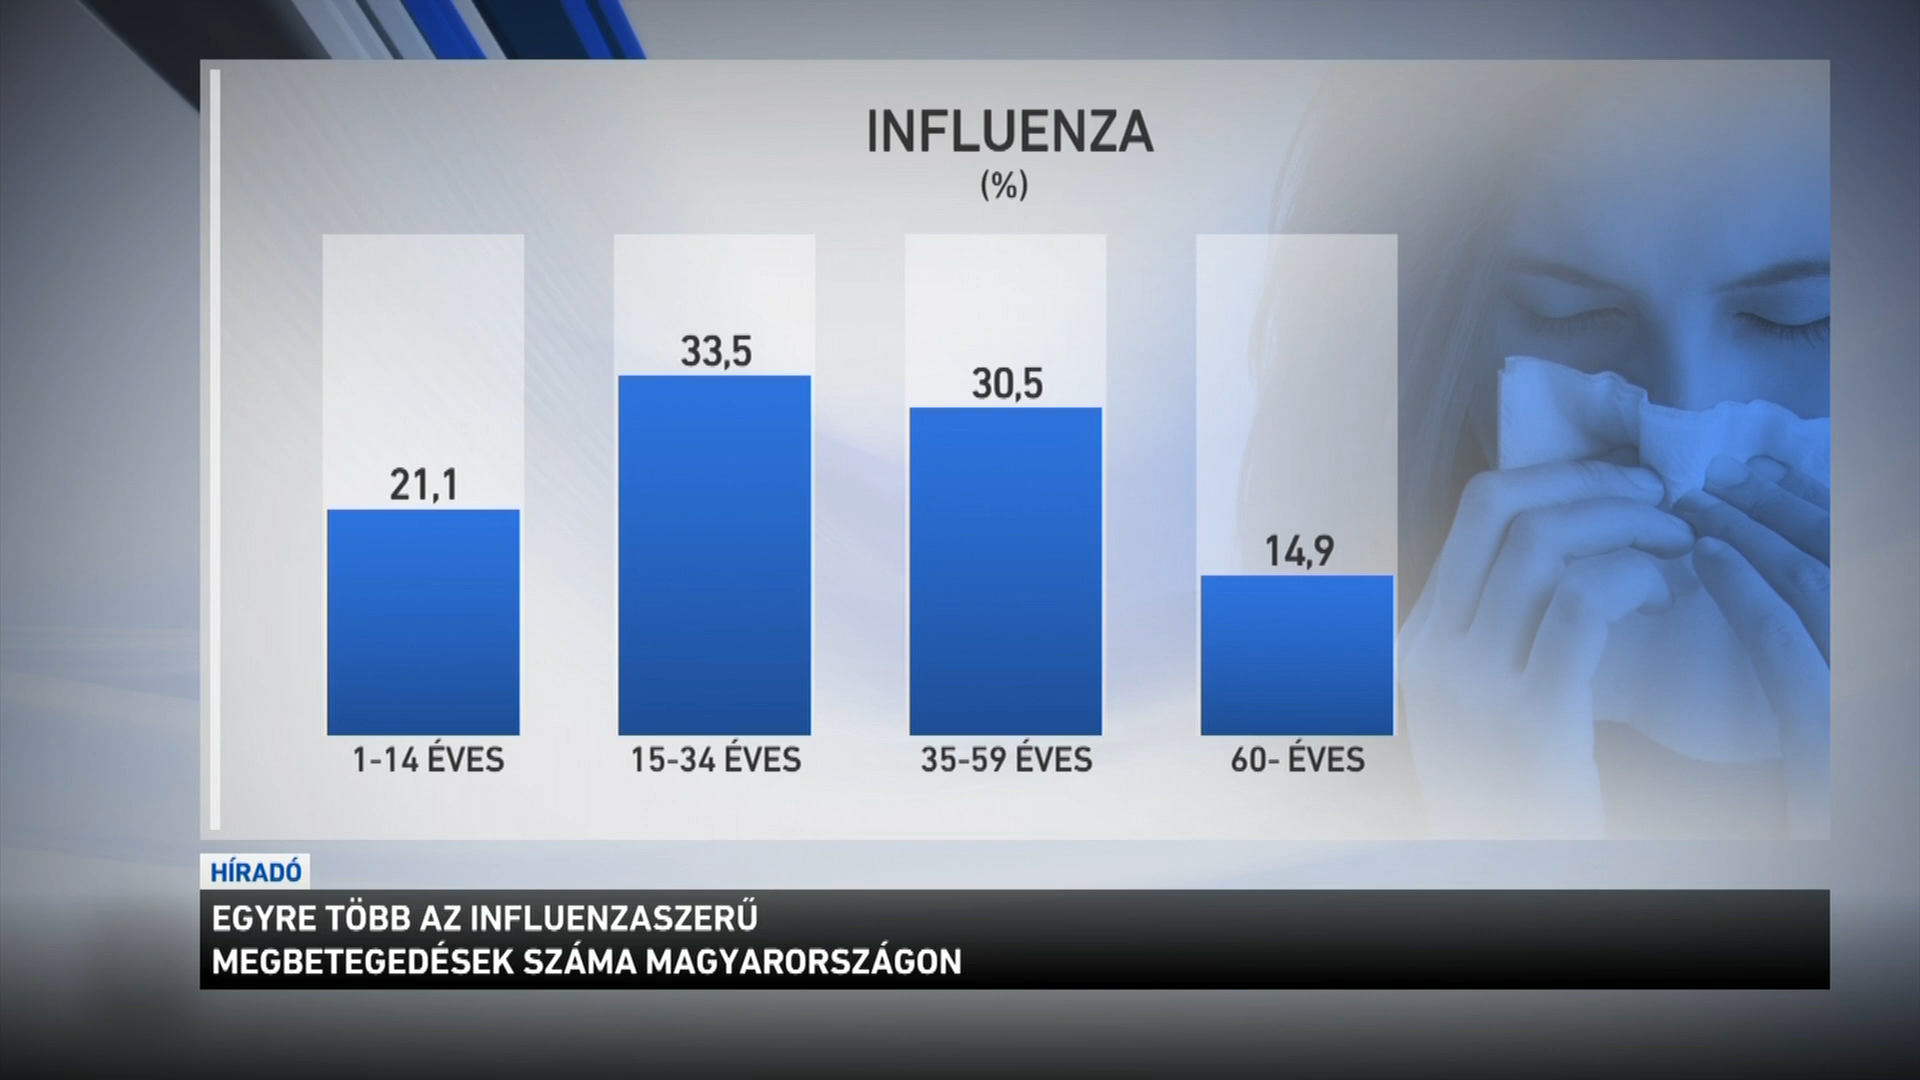 INFLUENZA
(%)
21,1
33,5
30,5
14,9
1-14 ÉVES
15-34 ÉVES
35-59 ÉVES
60- ÉVES
HÍRADÓ
EGYRE TÖBB AZ INFLUENZASZERŰ
MEGBETEGEDÉSEK SZÁMA MAGYARORSZÁGON